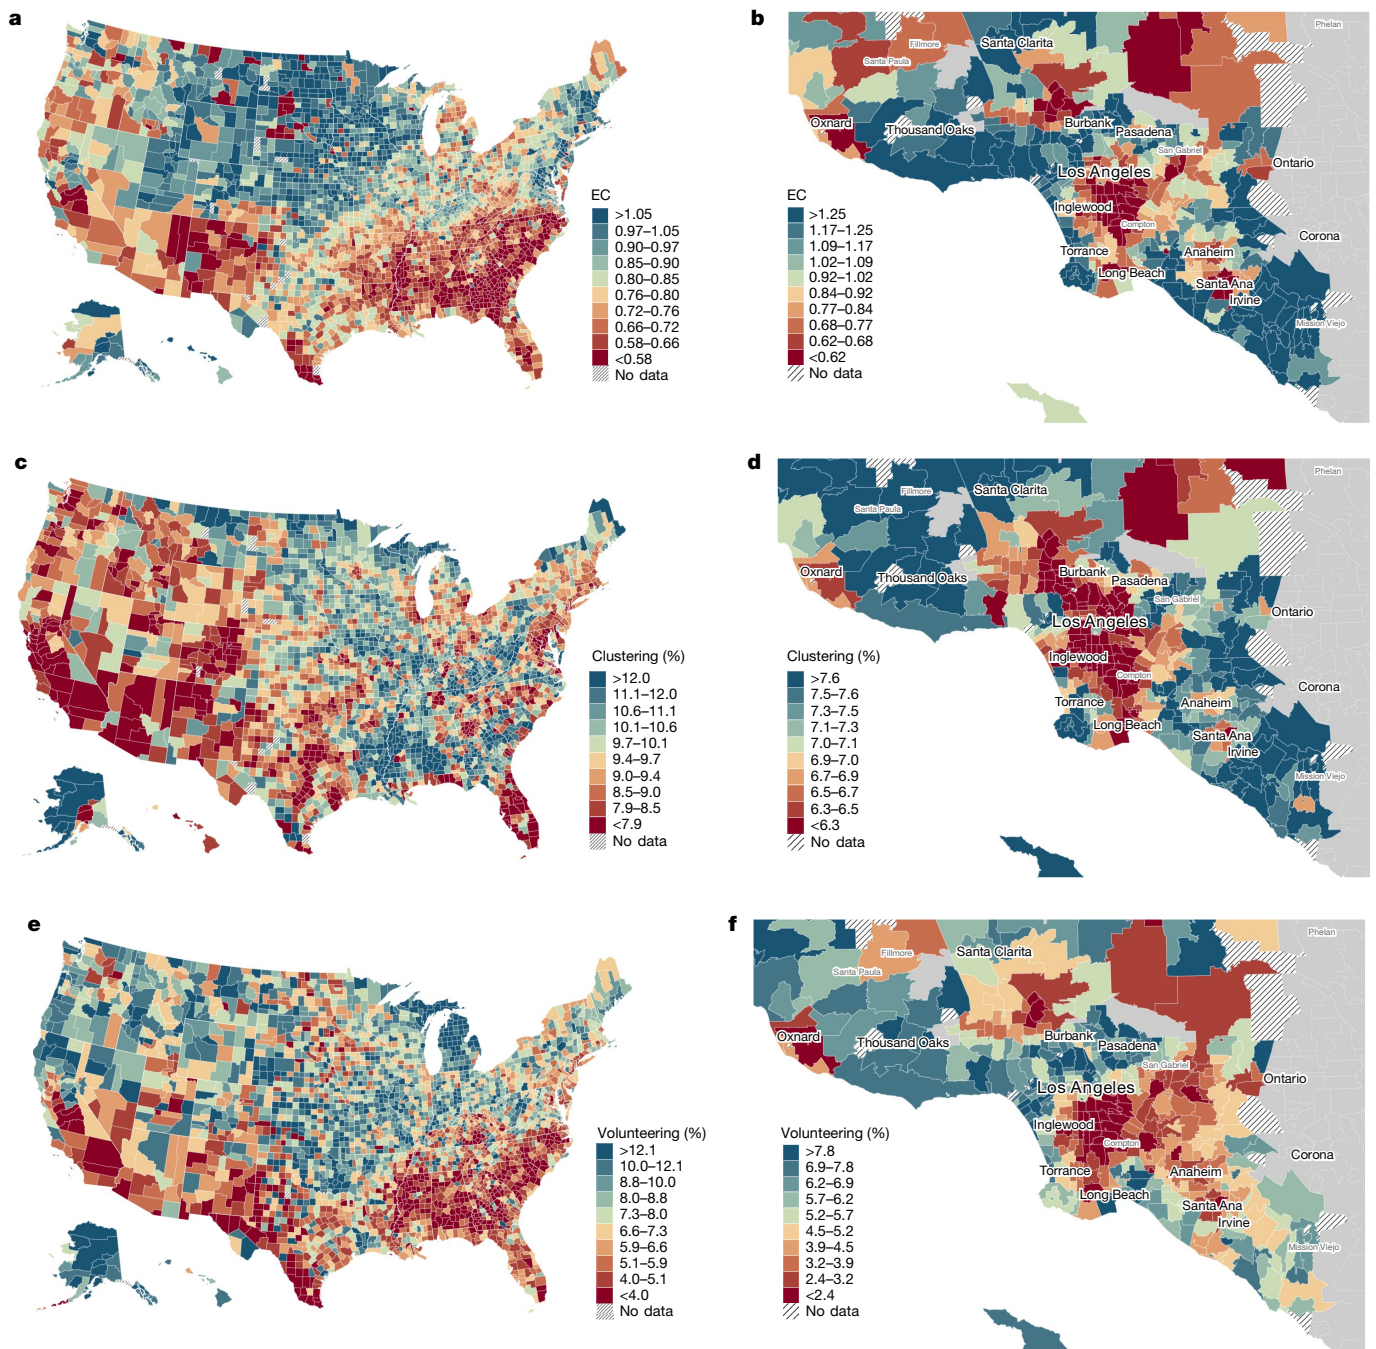 a
EC
>1.05
0.97–1.05
0.90–0.97
0.85–0.90
0.80–0.85
0.76–0.80
0.72–0.76
0.66–0.72
0.58–0.66
<0.58
No data
b
Phelan
Fillmore
Santa Clarita
Santa Paula
Oxnard
Thousand Oaks
Burbank
Pasadena
San Gabriel
Los Angeles
Ontario
Inglewood
Compton
Corona
Torrance
Anaheim
Long Beach
Santa Ana
Irvine
Mission Viejo
EC
>1.25
1.17–1.25
1.09–1.17
1.02–1.09
0.92–1.02
0.84–0.92
0.77–0.84
0.68–0.77
0.62–0.68
<0.62
No data
c
Clustering (%)
>12.0
11.1–12.0
10.6–11.1
10.1–10.6
9.7–10.1
9.4–9.7
9.0–9.4
8.5–9.0
7.9–8.5
<7.9
No data
d
Phelan
Fillmore
Santa Clarita
Santa Paula
Oxnard
Thousand Oaks
Burbank
Pasadena
San Gabriel
Los Angeles
Ontario
Inglewood
Compton
Corona
Torrance
Anaheim
Long Beach
Santa Ana
Irvine
Mission Viejo
Clustering (%)
>7.6
7.5–7.6
7.3–7.5
7.1–7.3
7.0–7.1
6.9–7.0
6.7–6.9
6.5–6.7
6.3–6.5
<6.3
No data
e
Volunteering (%)
>12.1
10.0–12.1
8.8–10.0
8.0–8.8
7.3–8.0
6.6–7.3
5.9–6.6
5.1–5.9
4.0–5.1
<4.0
No data
f
Phelan
Fillmore
Santa Clarita
Santa Paula
Oxnard
Thousand Oaks
Burbank
Pasadena
San Gabriel
Los Angeles
Ontario
Inglewood
Compton
Corona
Torrance
Anaheim
Long Beach
Santa Ana
Irvine
Mission Viejo
Volunteering (%)
>7.8
6.9–7.8
6.2–6.9
5.7–6.2
5.2–5.7
4.5–5.2
3.9–4.5
3.2–3.9
2.4–3.2
<2.4
No data